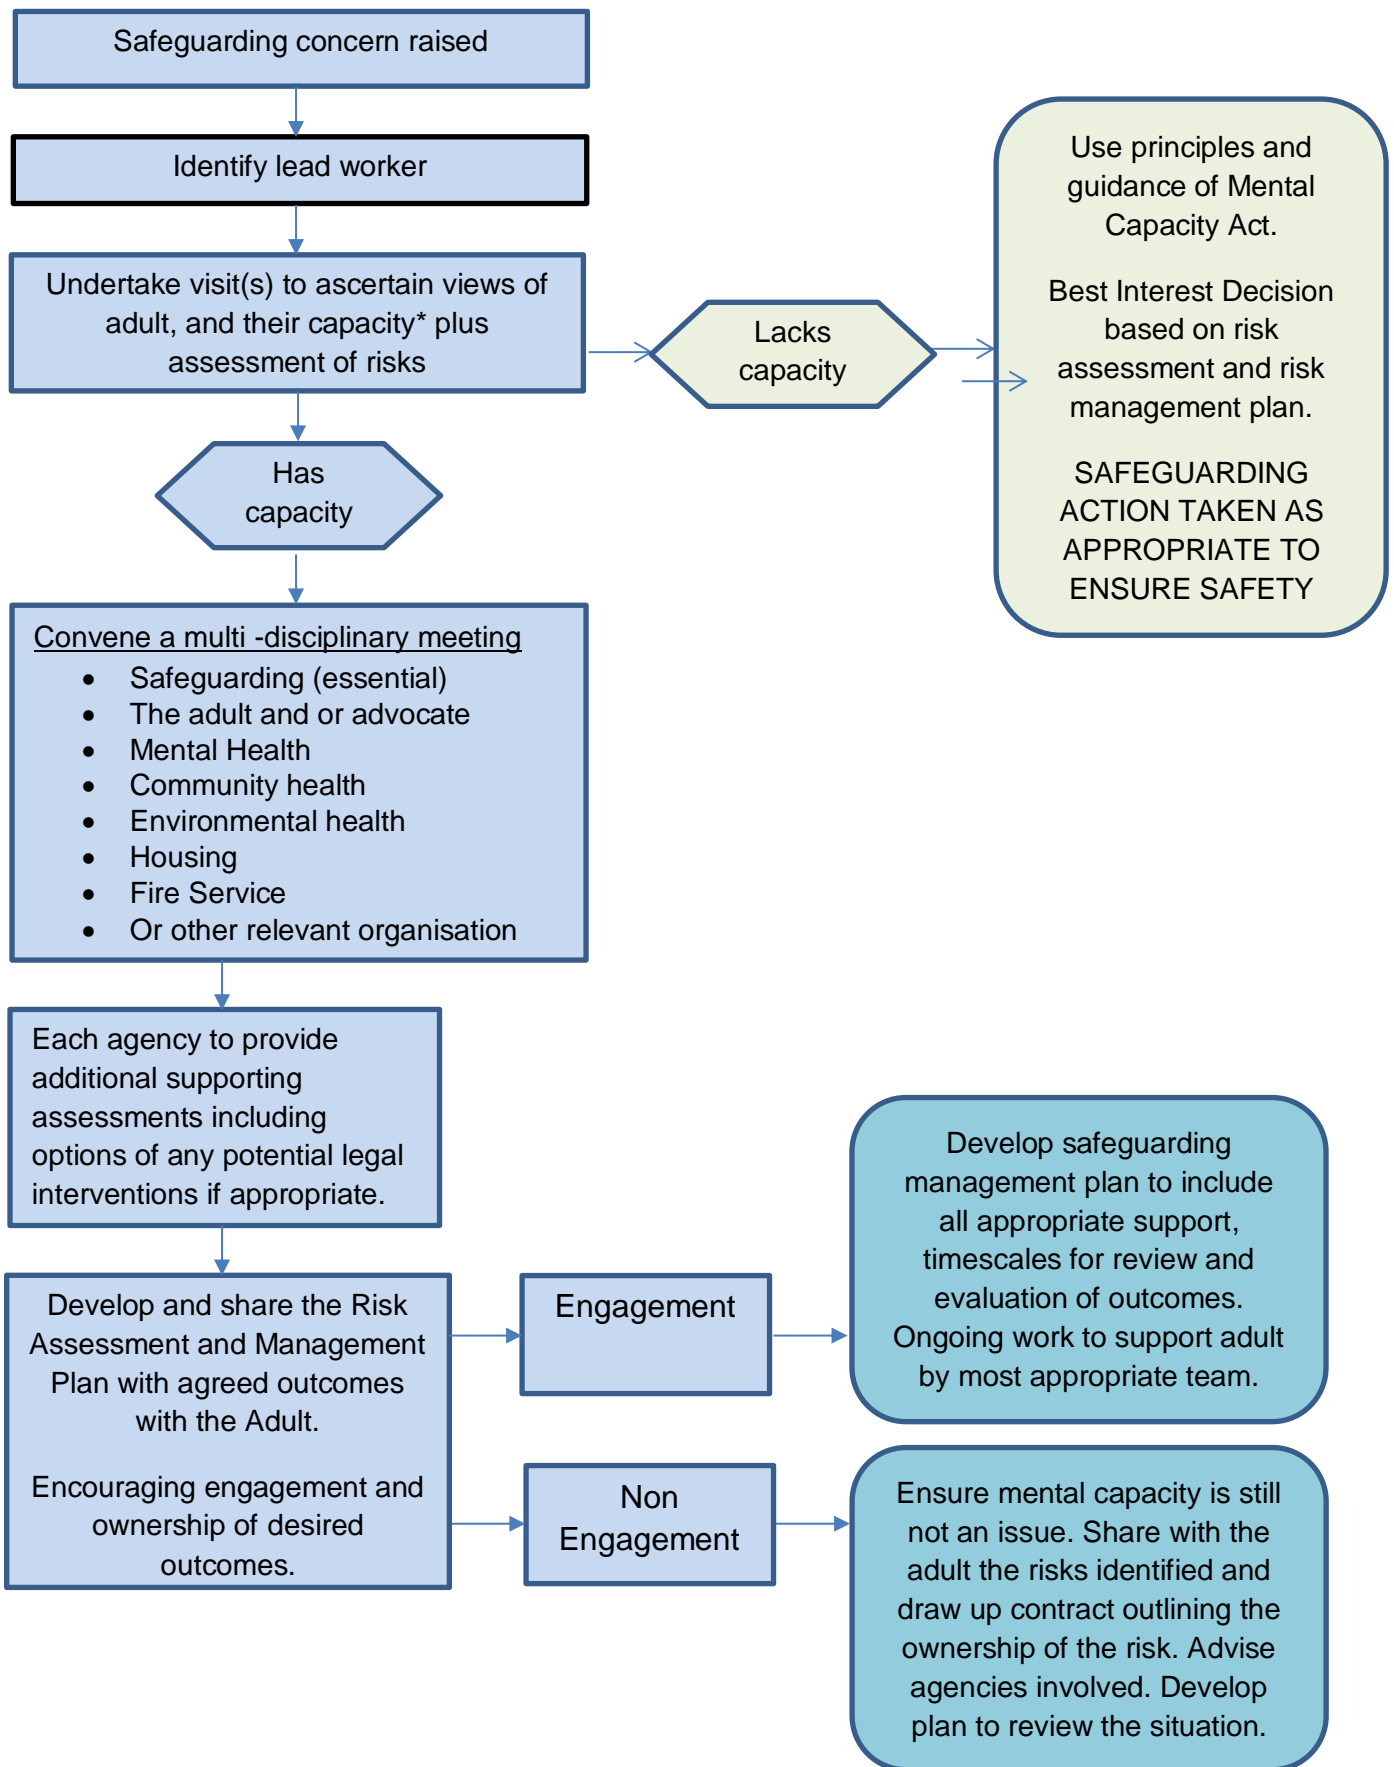 Safeguarding concern raised
Identify lead worker
Undertake visit(s) to ascertain views of
adult, and their capacity* plus
assessment of risks
Lacks
capacity
Use principles and
guidance of Mental
Capacity Act.
Best Interest Decision
based on risk
assessment and risk
management plan.
SAFEGUARDING
ACTION TAKEN AS
APPROPRIATE TO
ENSURE SAFETY
Has
capacity
Convene a multi -disciplinary meeting
• Safeguarding (essential)
• The adult and or advocate
• Mental Health
• Community health
• Environmental health
• Housing
• Fire Service
• Or other relevant organisation
Each agency to provide
additional supporting
assessments including
options of any potential legal
interventions if appropriate.
Develop and share the Risk
Assessment and Management
Plan with agreed outcomes
with the Adult.
Encouraging engagement and
ownership of desired
outcomes.
Engagement
Develop safeguarding
management plan to include
all appropriate support,
timescales for review and
evaluation of outcomes.
Ongoing work to support adult
by most appropriate team.
Non
Engagement
Ensure mental capacity is still
not an issue. Share with the
adult the risks identified and
draw up contract outlining the
ownership of the risk. Advise
agencies involved. Develop
plan to review the situation.